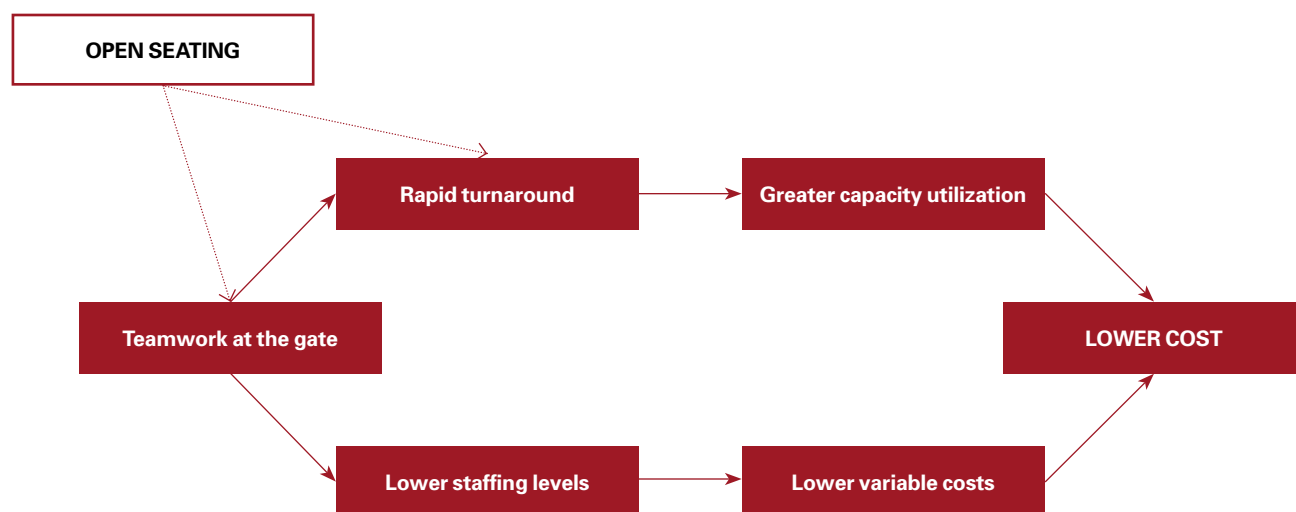 OPEN SEATING
Rapid turnaround
Greater capacity utilization
Teamwork at the gate
LOWER COST
Lower staffing levels
Lower variable costs